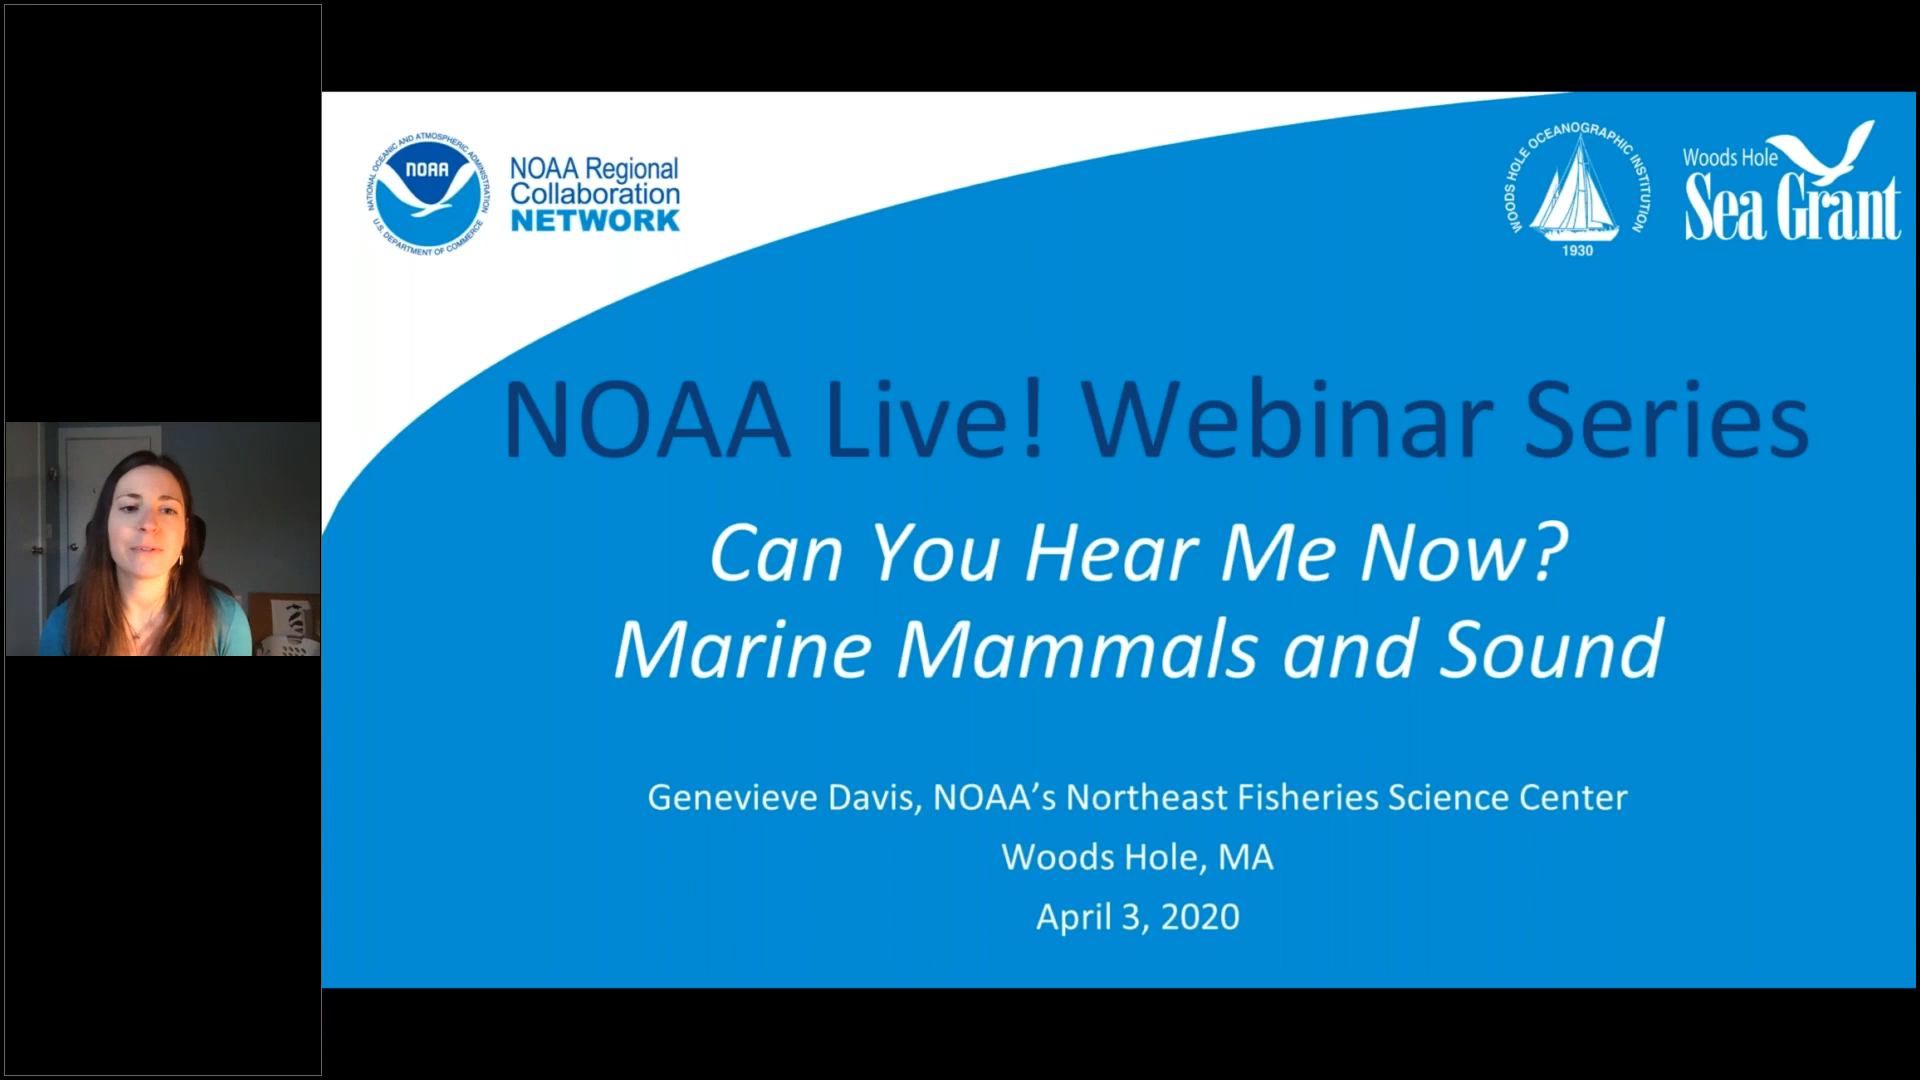 NATIONAL OCEANIC AND ATMOSPHERIC ADMINISTRATION
NOAA
U.S. DEPARTMENT OF COMMERCE
NOAA Regional
Collaboration
NETWORK
WOODS HOLE OCEANOGRAPHIC INSTITUTION
1930
Woods Hole
Sea Grant
NOAA Live! Webinar Series
Can You Hear Me Now?
Marine Mammals and Sound
Genevieve Davis, NOAA's Northeast Fisheries Science Center
Woods Hole, MA
April 3, 2020